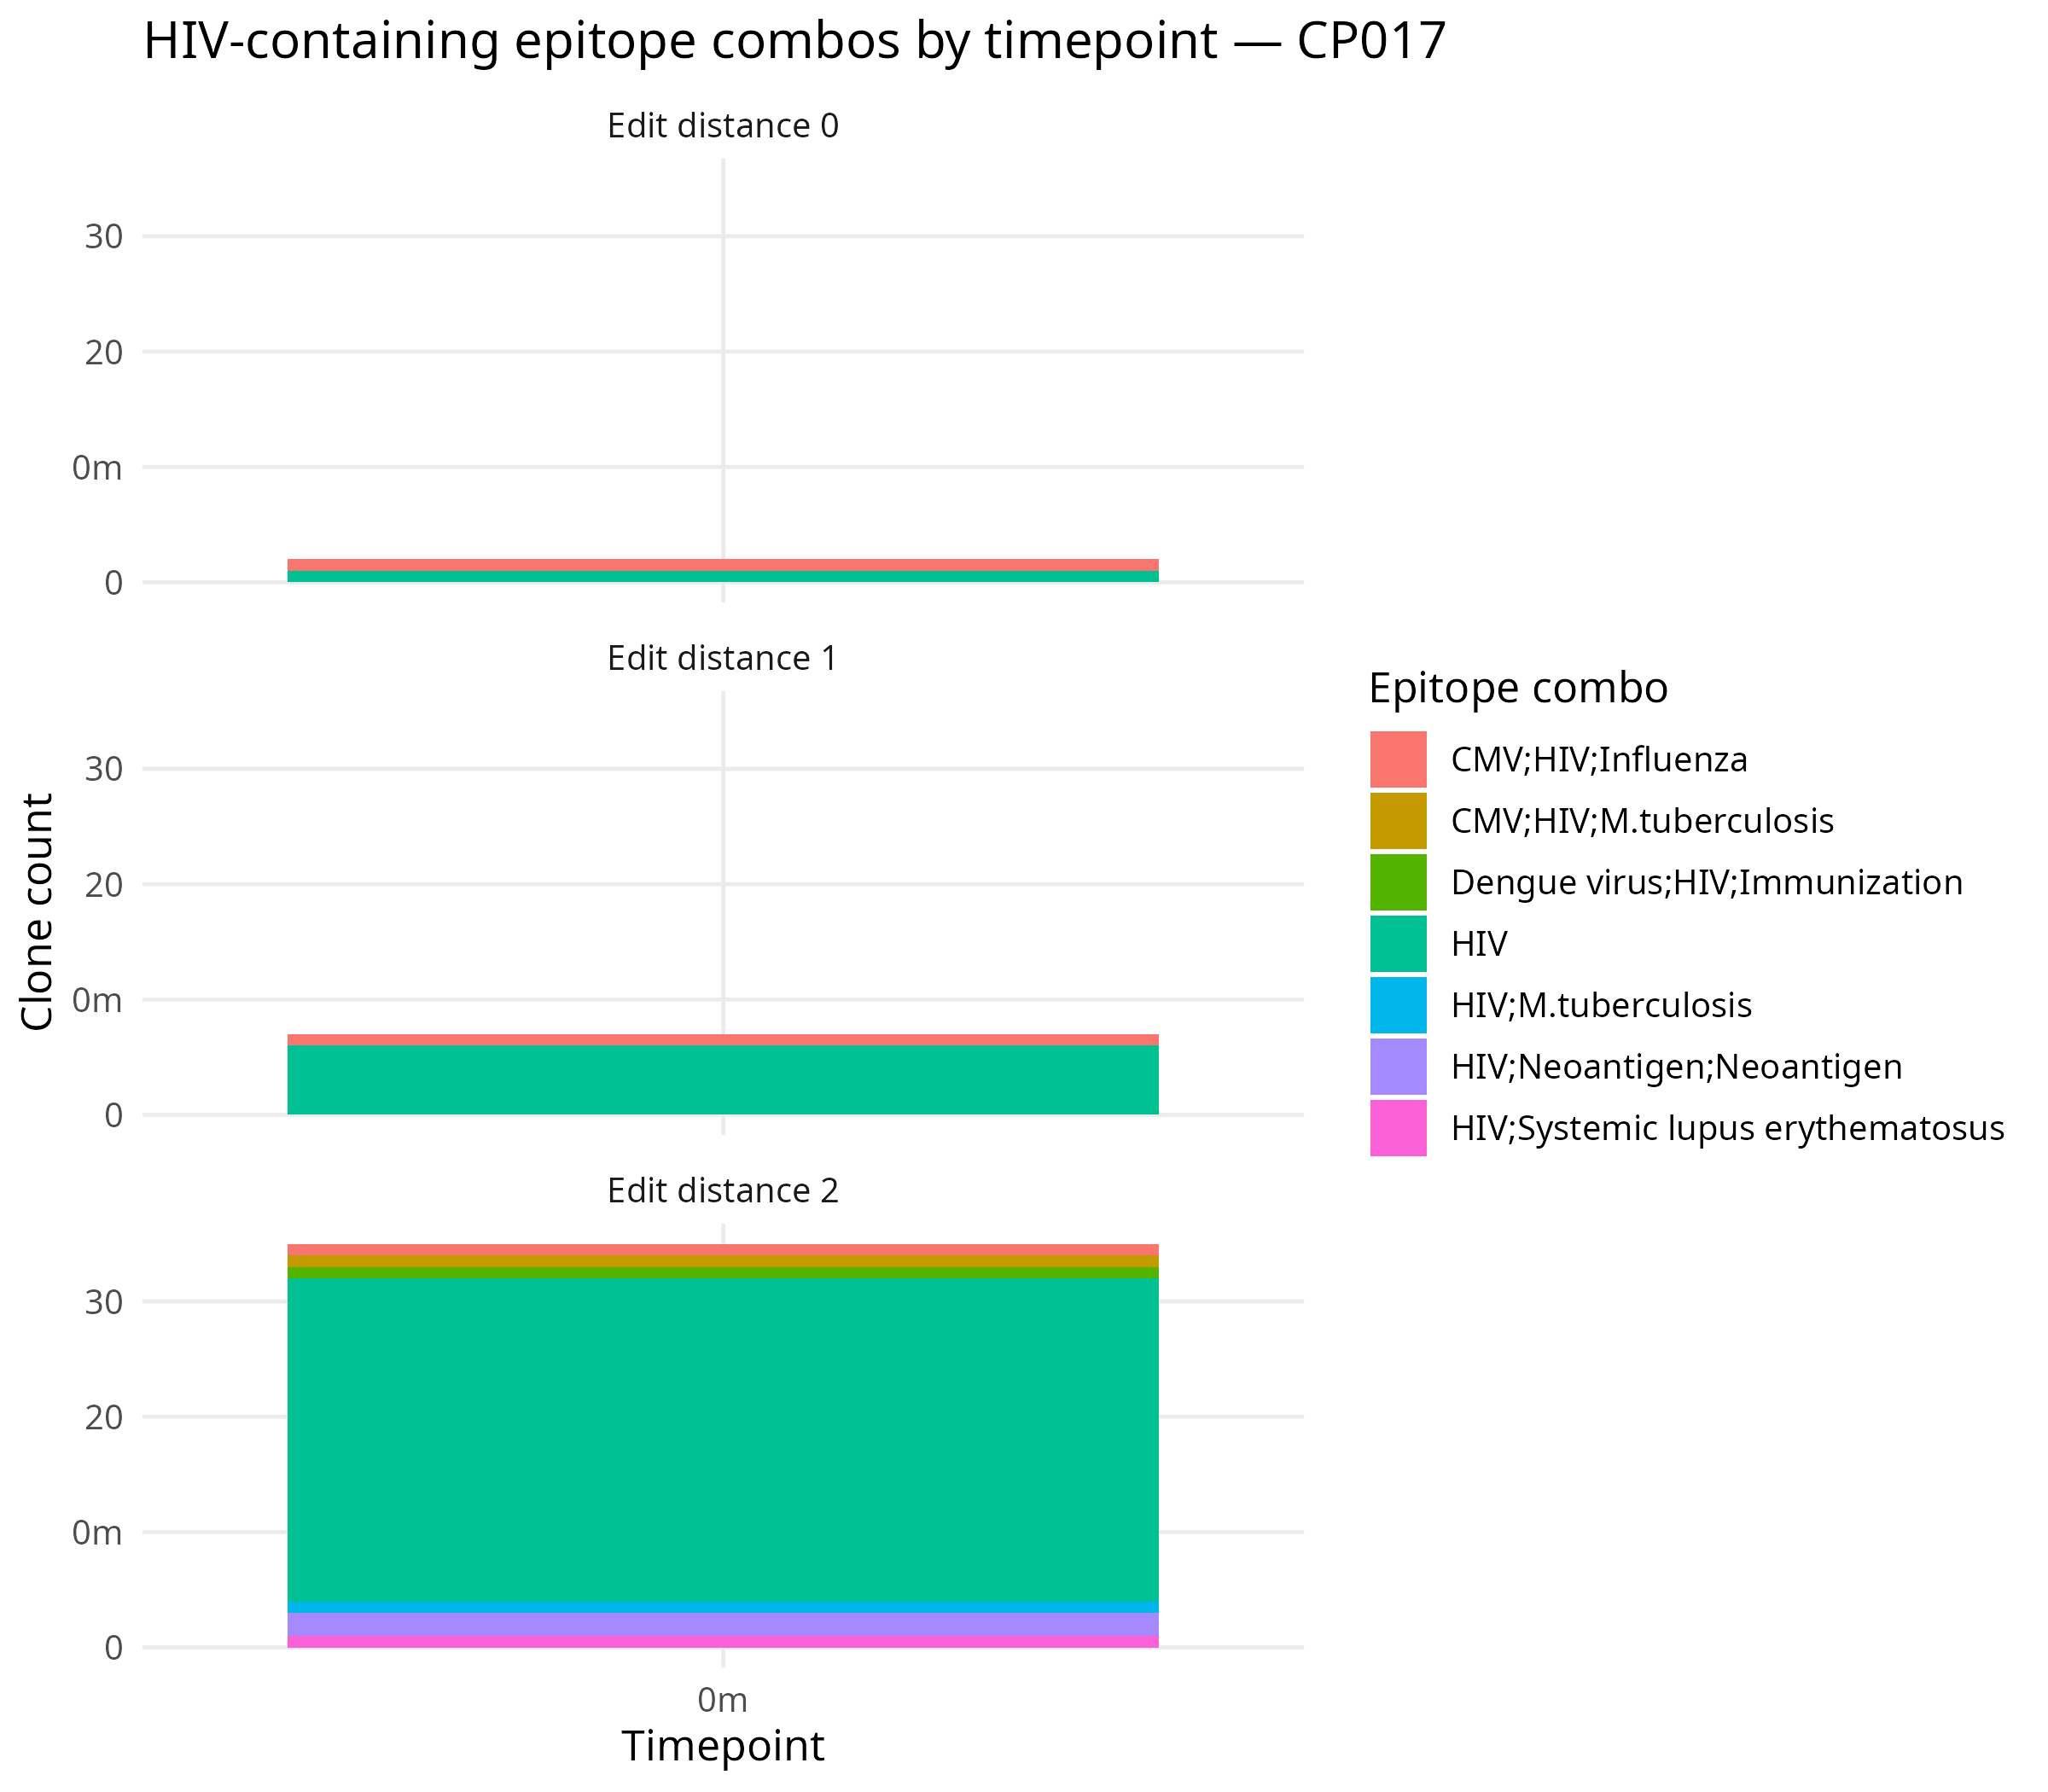 HIV-containing epitope combos by timepoint — CP017
Edit distance 0
30
20
0m
0
Edit distance 1
30
20
0m
0
Edit distance 2
30
20
0m
0
0m
Timepoint
Clone count
Epitope combo
CMV;HIV;Influenza
CMV;HIV;M.tuberculosis
Dengue virus;HIV;Immunization
HIV
HIV;M.tuberculosis
HIV;Neoantigen;Neoantigen
HIV;Systemic lupus erythematosus